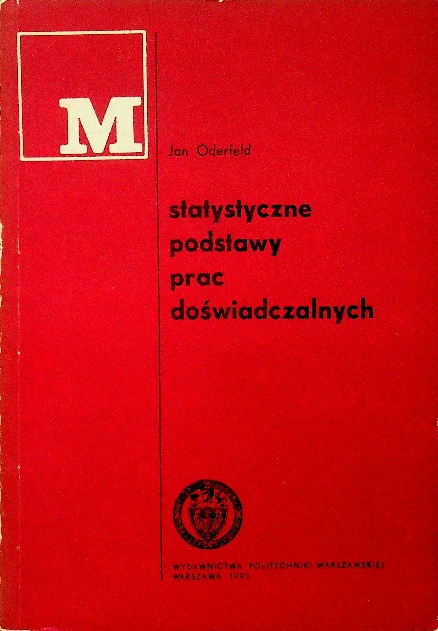 M
Jan Oderfeld
statystyczne
podstawy
prac
doświadczalnych
WYDAWNICTWA POLITECHNIKI WARSZAWSKIEJ
WARSZAWA 1990